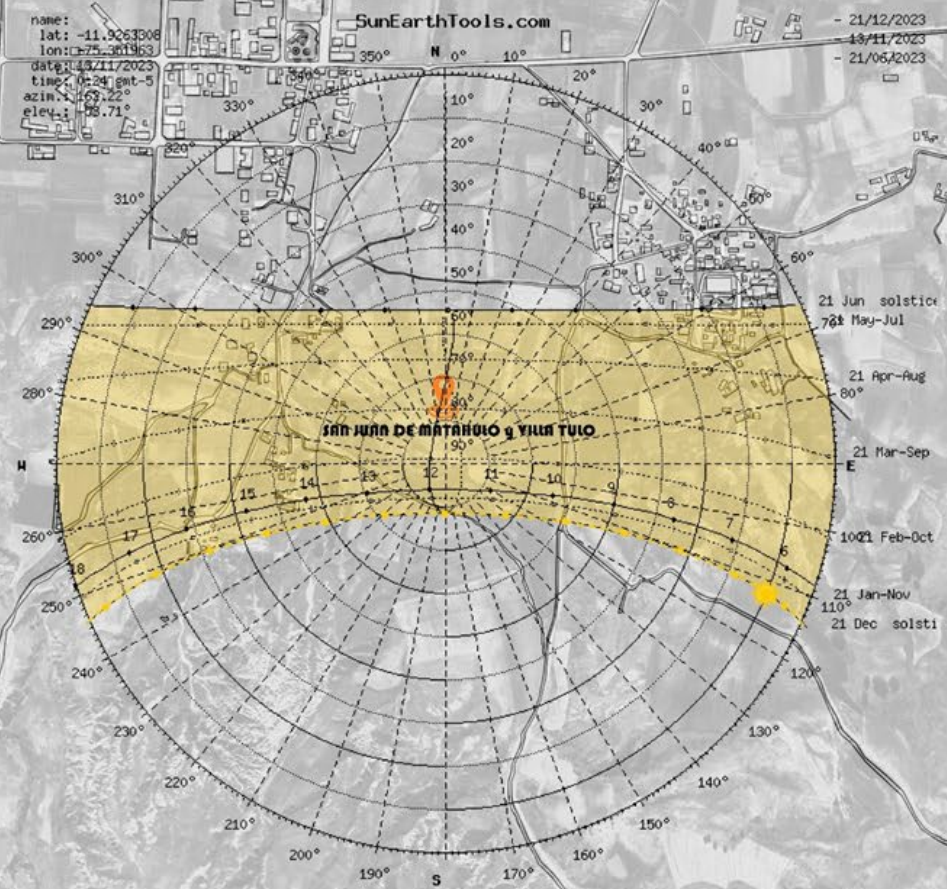 SunEarthTools.com
name:
lat: -11.9263308
lon: -75.361963
date: 13/11/2023
time: 0:24 gmt-5
azim.: 163.22°
elev.:
- 21/12/2023
- 13/11/2023
- 21/06/2023
N
350° 0° 10°
340° 20°
330° 30°
320° 40°
310° 50°
300° 60°
290° 70°
280° 80°
W E
260° 100°
250° 110°
240° 120°
230° 130°
220° 140°
210° 150°
200°
190° 170°
S
10°
20°
30°
40°
50°
60°
70°
80°
90°
21 Jun solstice
21 May-Jul
21 Apr-Aug
21 Mar-Sep
21 Feb-Oct
21 Jan-Nov
21 Dec solsti
SAN JUAN DE MATAHULO y VILLA TULO
18 17 16 15 14 13 12 11 10 9 8 7 6